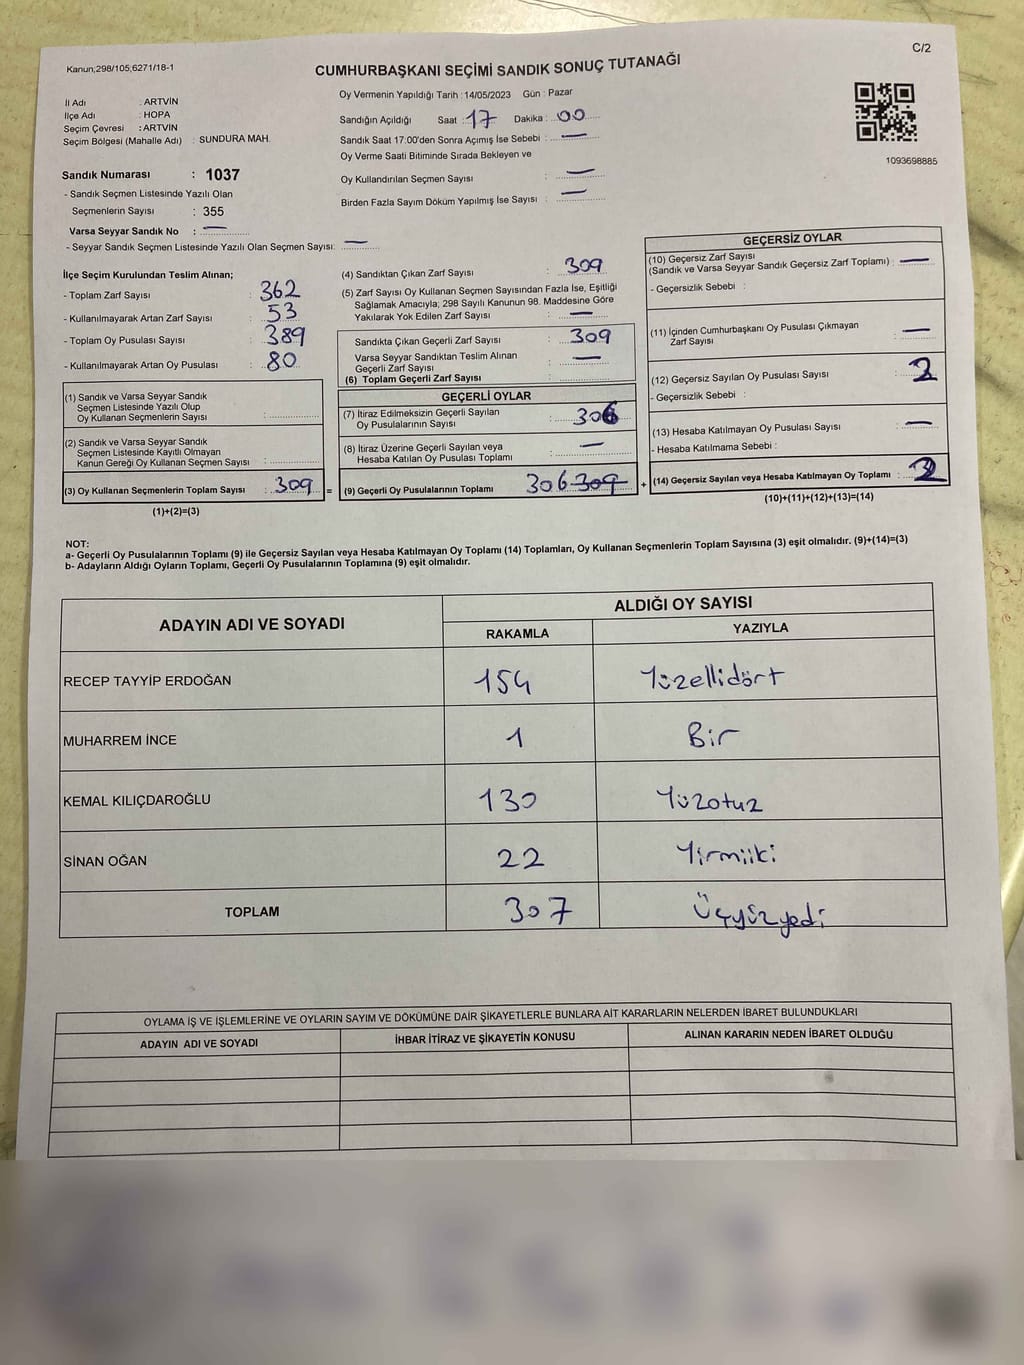 C/2
Kanun;298/105;6271/18-1
CUMHURBAŞKANI SEÇİMİ SANDIK SONUÇ TUTANAĞI
İl Adı : ARTVİN
İlçe Adı : HOPA
Seçim Çevresi : ARTVİN
Seçim Bölgesi (Mahalle Adı) : SUNDURA MAH.
Sandık Numarası : 1037
- Sandık Seçmen Listesinde Yazılı Olan
Seçmenlerin Sayısı : 355
Varsa Seyyar Sandık No : —
- Seyyar Sandık Seçmen Listesinde Yazılı Olan Seçmen Sayısı: —
Oy Vermenin Yapıldığı Tarih : 14/05/2023 Gün : Pazar
Sandığın Açıldığı Saat : 17 Dakika : 00
Sandık Saat 17:00'den Sonra Açımış İse Sebebi : —
Oy Verme Saati Bitiminde Sırada Bekleyen ve
Oy Kullandırılan Seçmen Sayısı : —
Birden Fazla Sayım Döküm Yapılmış İse Sayısı : —
1093698885
İlçe Seçim Kurulundan Teslim Alınan;
- Toplam Zarf Sayısı : 362
- Kullanılmayarak Artan Zarf Sayısı : 53
- Toplam Oy Pusulası Sayısı : 389
- Kullanılmayarak Artan Oy Pusulası : 80
(1) Sandık ve Varsa Seyyar Sandık
Seçmen Listesinde Yazılı Olup
Oy Kullanan Seçmenlerin Sayısı :
(2) Sandık ve Varsa Seyyar Sandık
Seçmen Listesinde Kayıtlı Olmayan
Kanun Gereği Oy Kullanan Seçmen Sayısı :
(3) Oy Kullanan Seçmenlerin Toplam Sayısı : 309 =
(1)+(2)=(3)
(4) Sandıktan Çıkan Zarf Sayısı : 309
(5) Zarf Sayısı Oy Kullanan Seçmen Sayısından Fazla İse, Eşitliği
Sağlamak Amacıyla; 298 Sayılı Kanunun 98. Maddesine Göre
Yakılarak Yok Edilen Zarf Sayısı : —
Sandıkta Çıkan Geçerli Zarf Sayısı : 309
Varsa Seyyar Sandıktan Teslim Alınan
Geçerli Zarf Sayısı : —
(6) Toplam Geçerli Zarf Sayısı :
GEÇERLİ OYLAR
(7) İtiraz Edilmeksizin Geçerli Sayılan
Oy Pusulalarının Sayısı : 306
(8) İtiraz Üzerine Geçerli Sayılan veya
Hesaba Katılan Oy Pusulası Toplamı : —
(9) Geçerli Oy Pusulalarının Toplamı 306 309 +
GEÇERSİZ OYLAR
(10) Geçersiz Zarf Sayısı
(Sandık ve Varsa Seyyar Sandık Geçersiz Zarf Toplamı) : —
- Geçersizlik Sebebi :
(11) İçinden Cumhurbaşkanı Oy Pusulası Çıkmayan
Zarf Sayısı : —
(12) Geçersiz Sayılan Oy Pusulası Sayısı :
- Geçersizlik Sebebi :
(13) Hesaba Katılmayan Oy Pusulası Sayısı : —
- Hesaba Katılmama Sebebi :
(14) Geçersiz Sayılan veya Hesaba Katılmayan Oy Toplamı :
(10)+(11)+(12)+(13)=(14)
NOT:
a- Geçerli Oy Pusulalarının Toplamı (9) ile Geçersiz Sayılan veya Hesaba Katılmayan Oy Toplamı (14) Toplamları, Oy Kullanan Seçmenlerin Toplam Sayısına (3) eşit olmalıdır. (9)+(14)=(3)
b- Adayların Aldığı Oyların Toplamı, Geçerli Oy Pusulalarının Toplamına (9) eşit olmalıdır.
ADAYIN ADI VE SOYADI
ALDIĞI OY SAYISI
RAKAMLA YAZIYLA
RECEP TAYYİP ERDOĞAN 154 Yüzellidört
MUHARREM İNCE 1 Bir
KEMAL KILIÇDAROĞLU 130 Yüzotuz
SİNAN OĞAN 22 Yirmiiki
TOPLAM 307 Üçyüzyedi
OYLAMA İŞ VE İŞLEMLERİNE VE OYLARIN SAYIM VE DÖKÜMÜNE DAİR ŞİKAYETLERLE BUNLARA AİT KARARLARIN NELERDEN İBARET BULUNDUKLARI
ADAYIN ADI VE SOYADI İHBAR İTİRAZ VE ŞİKAYETİN KONUSU ALINAN KARARIN NEDEN İBARET OLDUĞU